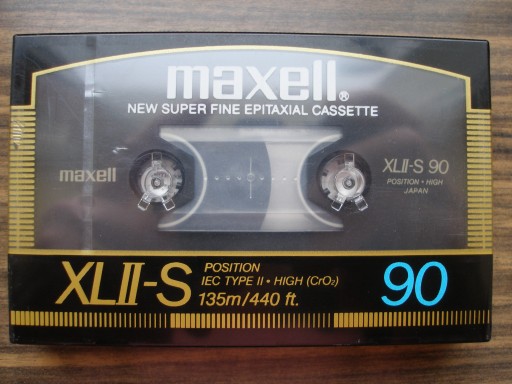 maxell®
NEW SUPER FINE EPITAXIAL CASSETTE
maxell
XLII-S 90
POSITION • HIGH
JAPAN
XLII-S
POSITION
IEC TYPE II • HIGH (CrO₂)
135m/440 ft.
90